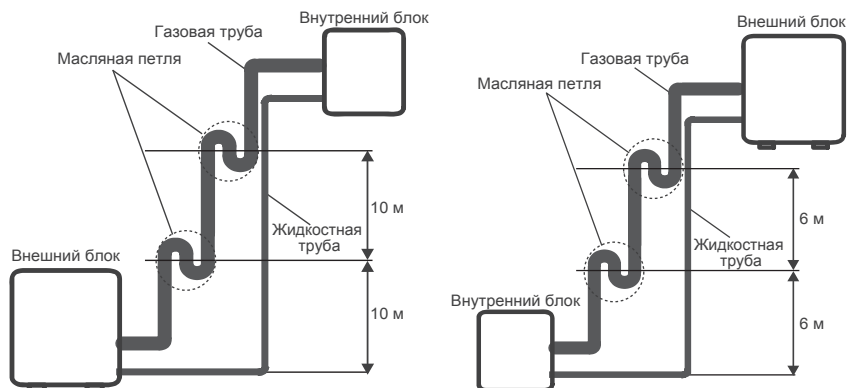 Внутренний блок
Газовая труба
Масляная петля
10 м
Жидкостная
труба
Внешний блок
10 м
Внешний блок
Газовая труба
Масляная петля
6 м
Жидкостная
труба
Внутренний блок
6 м